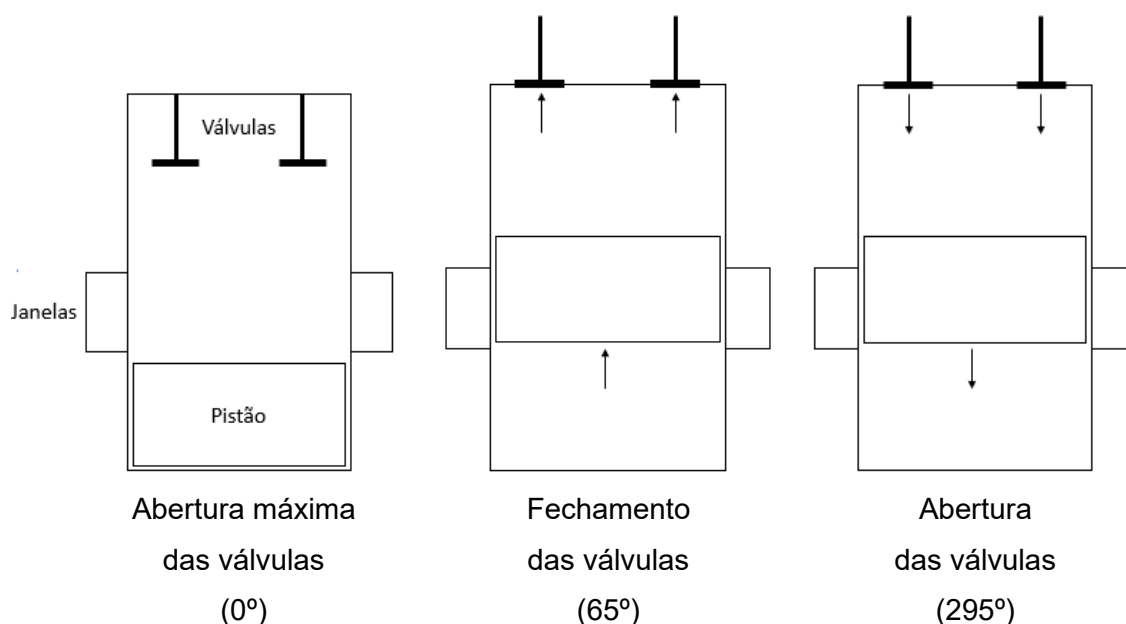 Válvulas
Janelas
Pistão
Abertura máxima
das válvulas
(0º)
Fechamento
das válvulas
(65º)
Abertura
das válvulas
(295º)